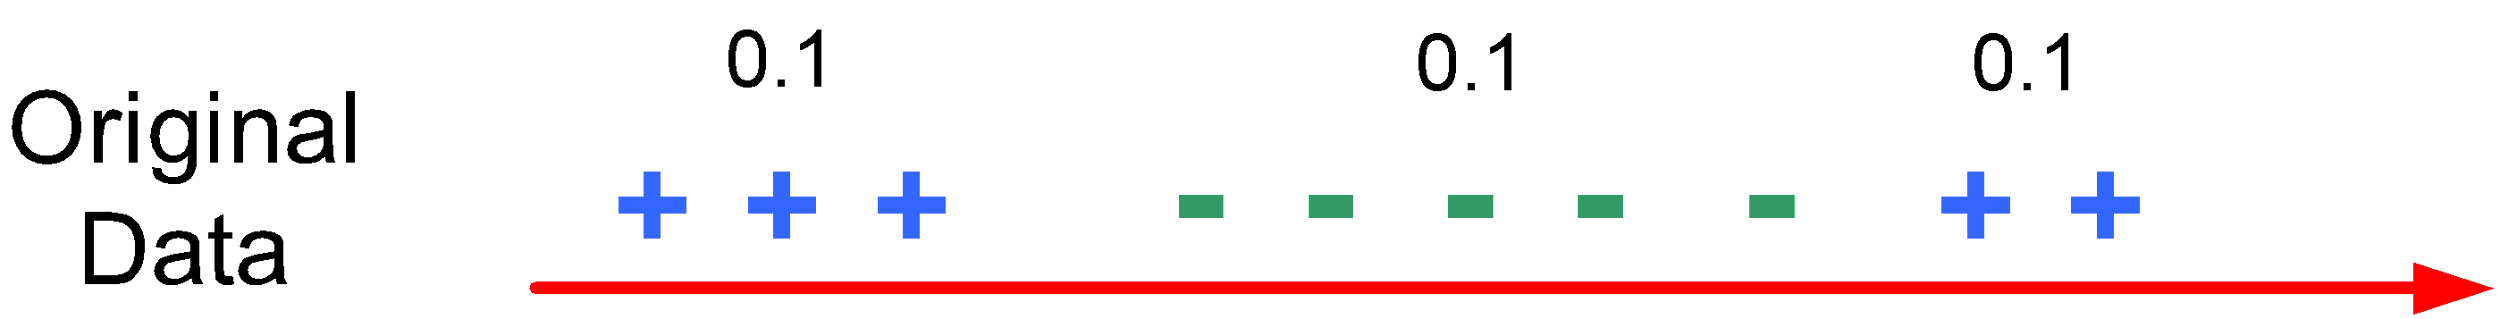 0.1 0.1 0.1
Original
Data
+ + + - - - - - + +